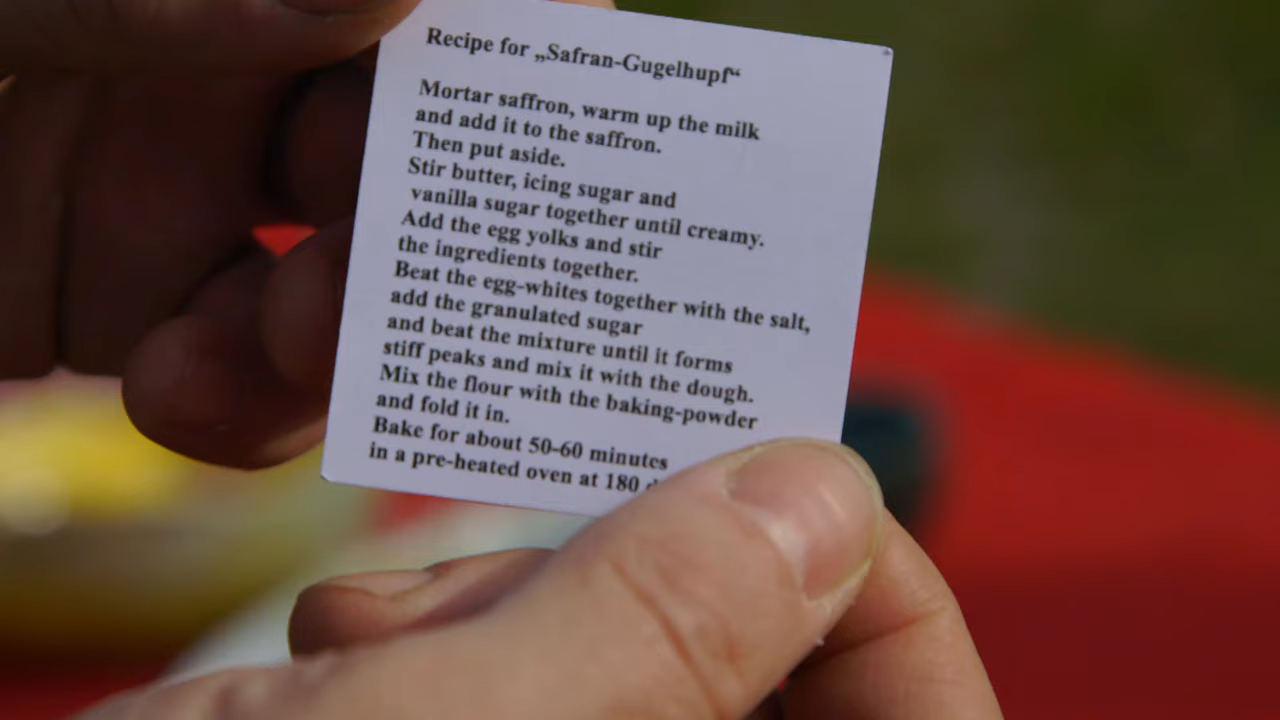 Recipe for „Safran-Gugelhupf“
Mortar saffron, warm up the milk
and add it to the saffron.
Then put aside.
Stir butter, icing sugar and
vanilla sugar together until creamy.
Add the egg yolks and stir
the ingredients together.
Beat the egg-whites together with the salt,
add the granulated sugar
and beat the mixture until it forms
stiff peaks and mix it with the dough.
Mix the flour with the baking-powder
and fold it in.
Bake for about 50-60 minutes
in a pre-heated oven at 180